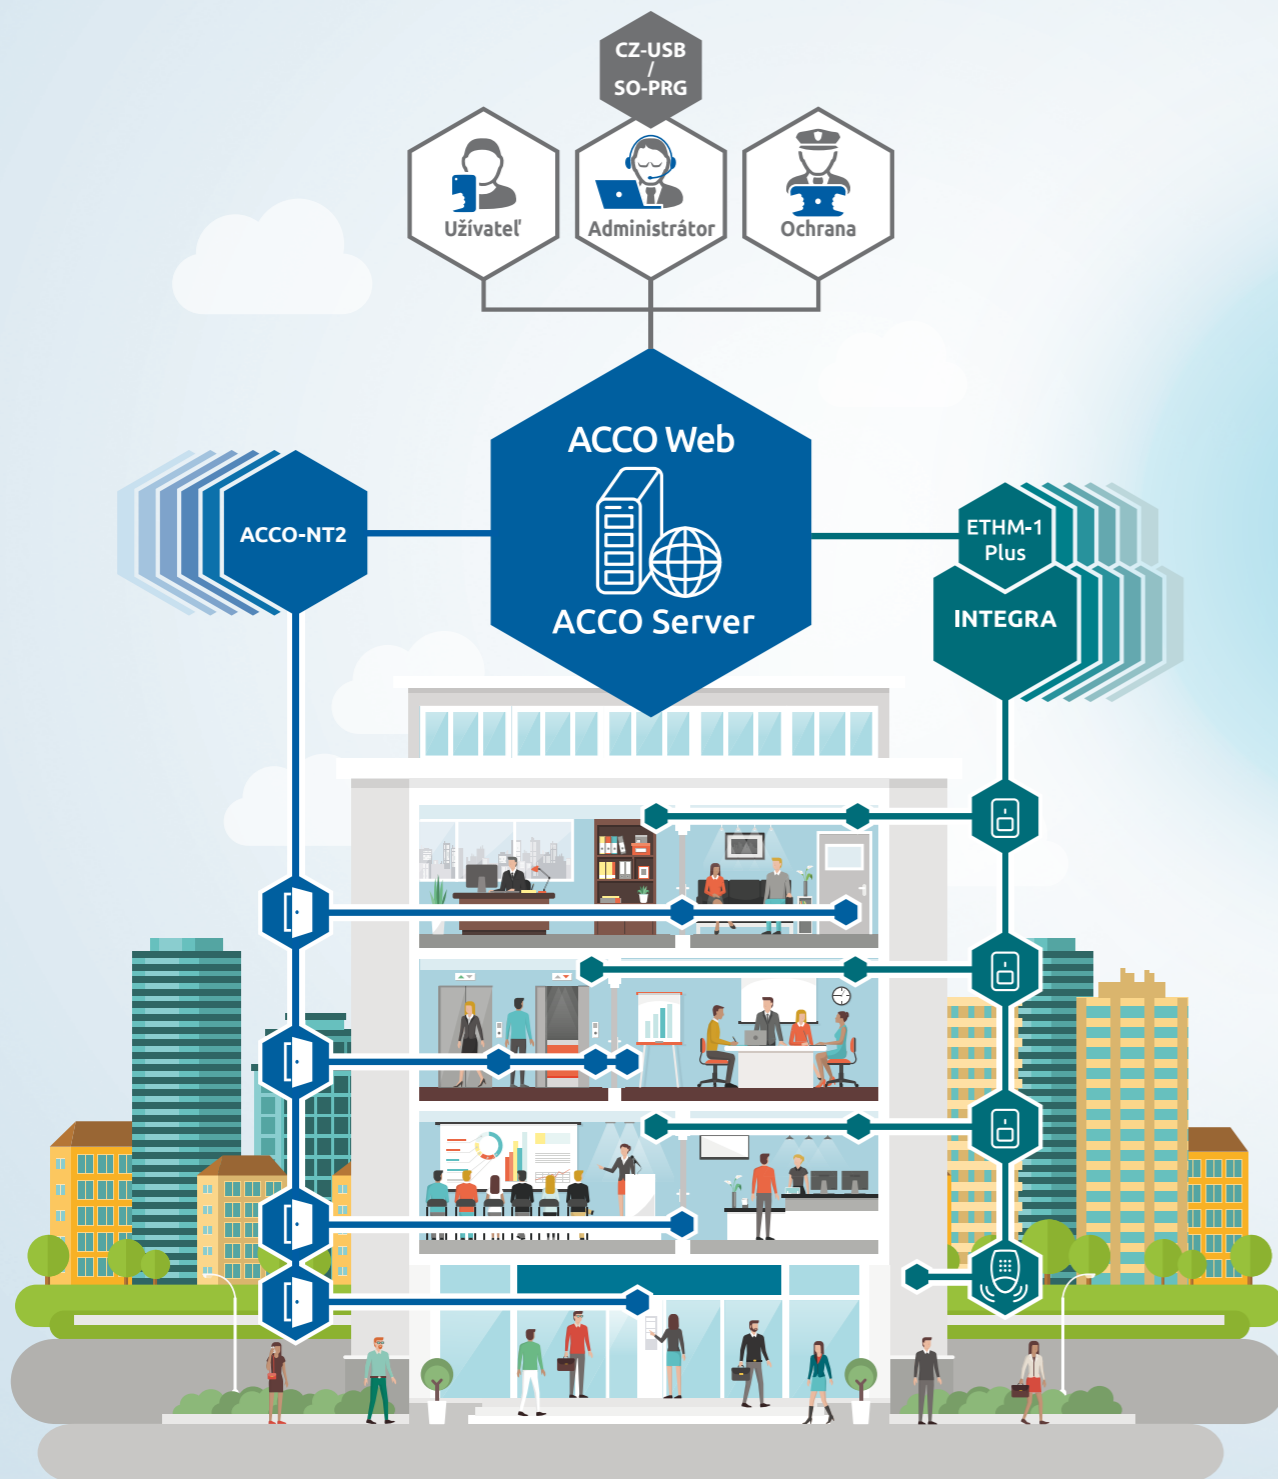 CZ-USB
/
SO-PRG
Užívateľ
Administrátor
Ochrana
ACCO Web
ACCO-NT2
ETHM-1
Plus
ACCO Server
INTEGRA